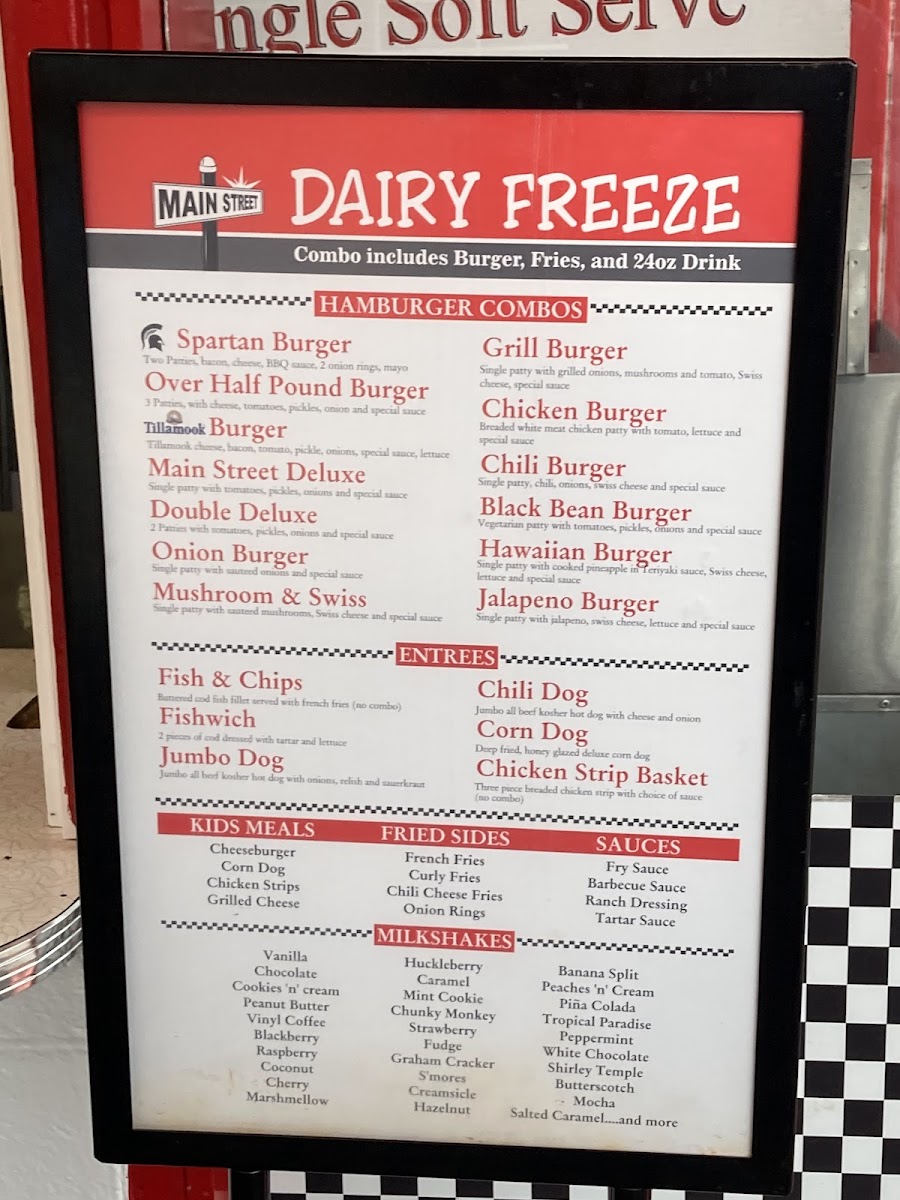 ngle Soft Serve
MAIN STREET
DAIRY FREEZE
Combo includes Burger, Fries, and 24oz Drink
HAMBURGER COMBOS
Spartan Burger
Two Patties, bacon, cheese, BBQ sauce, 2 onion rings, mayo
Over Half Pound Burger
3 Patties, with cheese, tomatoes, pickles, onion and special sauce
Tillamook Burger
Tillamook cheese, bacon, tomato, pickle, onions, special sauce, lettuce
Main Street Deluxe
Single patty with tomatoes, pickles, onions and special sauce
Double Deluxe
2 Patties with tomatoes, pickles, onions and special sauce
Onion Burger
Single patty with sauteed onions and special sauce
Mushroom & Swiss
Single patty with sauteed mushrooms, Swiss cheese and special sauce
Grill Burger
Single patty with grilled onions, mushrooms and tomato, Swiss
cheese, special sauce
Chicken Burger
Breaded white meat chicken patty with tomato, lettuce and
special sauce
Chili Burger
Single patty, chili, onions, swiss cheese and special sauce
Black Bean Burger
Vegetarian patty with tomatoes, pickles, onions and special sauce
Hawaiian Burger
Single patty with cooked pineapple in Teriyaki sauce, Swiss cheese,
lettuce and special sauce
Jalapeno Burger
Single patty with jalapeno, swiss cheese, lettuce and special sauce
ENTREES
Fish & Chips
Battered cod fish fillet served with french fries (no combo)
Fishwich
2 pieces of cod dressed with tartar and lettuce
Jumbo Dog
Jumbo all beef kosher hot dog with onions, relish and sauerkraut
Chili Dog
Jumbo all beef kosher hot dog with cheese and onion
Corn Dog
Deep fried, honey glazed deluxe corn dog
Chicken Strip Basket
Three piece breaded chicken strip with choice of sauce
(no combo)
KIDS MEALS
Cheeseburger
Corn Dog
Chicken Strips
Grilled Cheese
FRIED SIDES
French Fries
Curly Fries
Chili Cheese Fries
Onion Rings
SAUCES
Fry Sauce
Barbecue Sauce
Ranch Dressing
Tartar Sauce
MILKSHAKES
Vanilla
Chocolate
Cookies 'n' cream
Peanut Butter
Vinyl Coffee
Blackberry
Raspberry
Coconut
Cherry
Marshmellow
Huckleberry
Caramel
Mint Cookie
Chunky Monkey
Strawberry
Fudge
Graham Cracker
S'mores
Creamsicle
Hazelnut
Banana Split
Peaches 'n' Cream
Piña Colada
Tropical Paradise
Peppermint
White Chocolate
Shirley Temple
Butterscotch
Mocha
Salted Caramel....and more